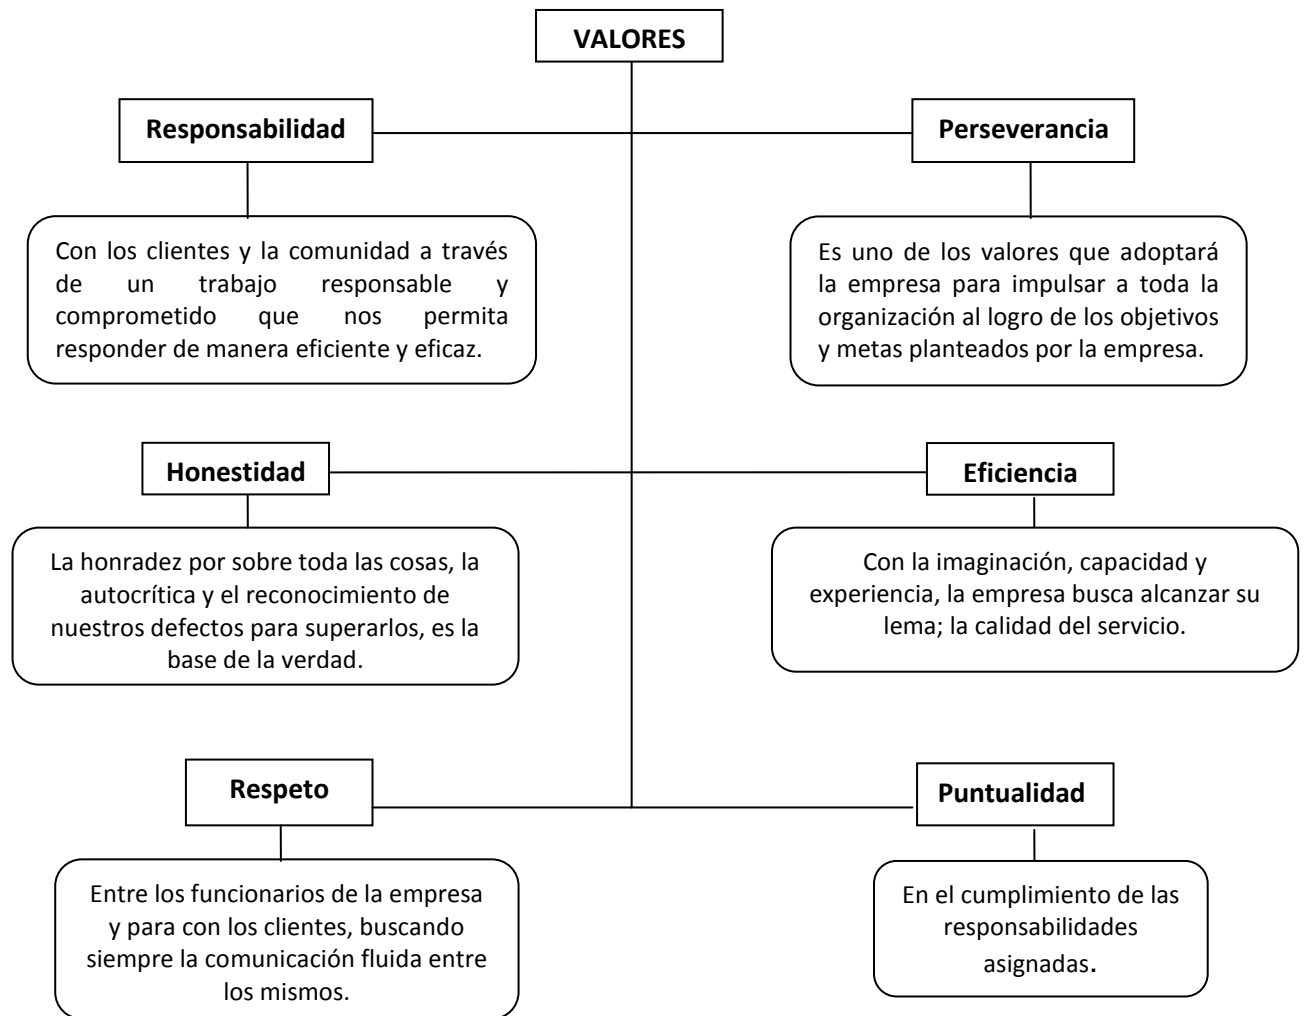 VALORES
Responsabilidad
Con los clientes y la comunidad a través
de un trabajo responsable y
comprometido que nos permita
responder de manera eficiente y eficaz.
Perseverancia
Es uno de los valores que adoptará
la empresa para impulsar a toda la
organización al logro de los objetivos
y metas planteados por la empresa.
Honestidad
La honradez por sobre toda las cosas, la
autocrítica y el reconocimiento de
nuestros defectos para superarlos, es la
base de la verdad.
Eficiencia
Con la imaginación, capacidad y
experiencia, la empresa busca alcanzar su
lema; la calidad del servicio.
Respeto
Entre los funcionarios de la empresa
y para con los clientes, buscando
siempre la comunicación fluida entre
los mismos.
Puntualidad
En el cumplimiento de las
responsabilidades
asignadas.